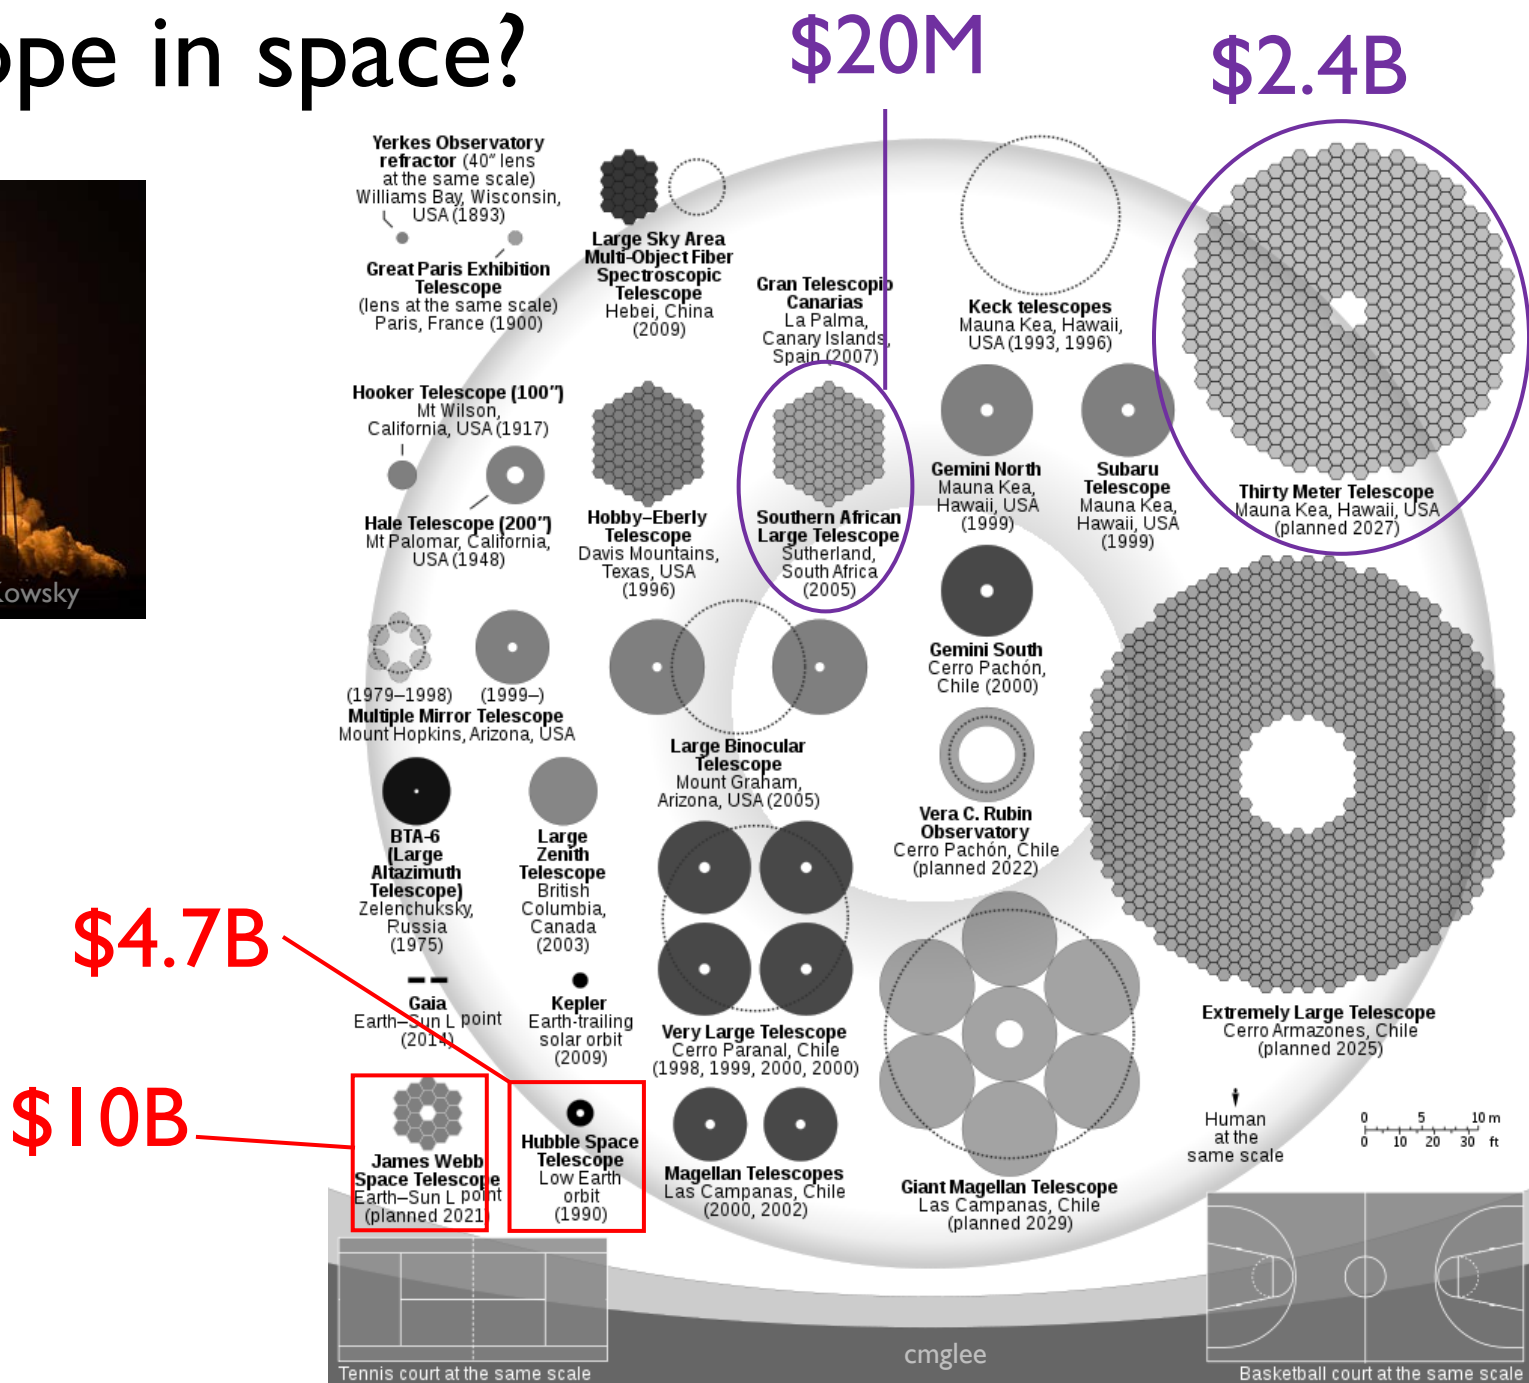 ope in space?
$20M
$2.4B
Yerkes Observatory
refractor (40″ lens
at the same scale)
Williams Bay, Wisconsin,
USA (1893)
Great Paris Exhibition
Telescope
(lens at the same scale)
Paris, France (1900)
Large Sky Area
Multi-Object Fiber
Spectroscopic
Telescope
Hebei, China
(2009)
Gran Telescopio
Canarias
La Palma,
Canary Islands,
Spain (2007)
Keck telescopes
Mauna Kea, Hawaii,
USA (1993, 1996)
Hooker Telescope (100″)
Mt Wilson,
California, USA (1917)
Hale Telescope (200″)
Mt Palomar, California,
USA (1948)
Hobby–Eberly
Telescope
Davis Mountains,
Texas, USA
(1996)
Southern African
Large Telescope
Sutherland,
South Africa
(2005)
Gemini North
Mauna Kea,
Hawaii, USA
(1999)
Subaru
Telescope
Mauna Kea,
Hawaii, USA
(1999)
Thirty Meter Telescope
Mauna Kea, Hawaii, USA
(planned 2027)
Kowsky
(1979–1998) (1999–)
Multiple Mirror Telescope
Mount Hopkins, Arizona, USA
Large Binocular
Telescope
Mount Graham,
Arizona, USA (2005)
Gemini South
Cerro Pachón,
Chile (2000)
BTA-6
(Large
Altazimuth
Telescope)
Zelenchuksky,
Russia
(1975)
Large
Zenith
Telescope
British
Columbia,
Canada
(2003)
Vera C. Rubin
Observatory
Cerro Pachón, Chile
(planned 2022)
$4.7B
Gaia
Earth–Sun L point
(2014)
Kepler
Earth-trailing
solar orbit
(2009)
Very Large Telescope
Cerro Paranal, Chile
(1998, 1999, 2000, 2000)
Extremely Large Telescope
Cerro Armazones, Chile
(planned 2025)
$10B
James Webb
Space Telescope
Earth–Sun L point
(planned 2021)
Hubble Space
Telescope
Low Earth
orbit
(1990)
Magellan Telescopes
Las Campanas, Chile
(2000, 2002)
Giant Magellan Telescope
Las Campanas, Chile
(planned 2029)
Human
at the
same scale
0 5 10 m
0 10 20 30 ft
Tennis court at the same scale
cmglee
Basketball court at the same scale